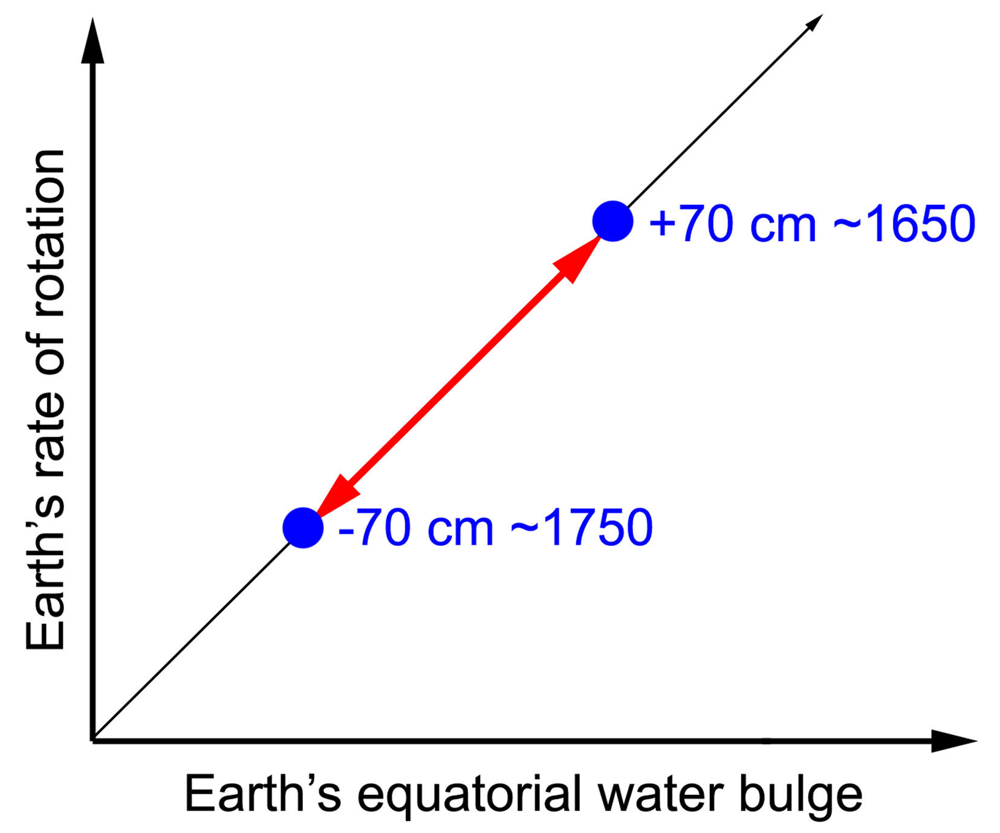 Earth’s rate of rotation
+70 cm ~1650
-70 cm ~1750
Earth’s equatorial water bulge